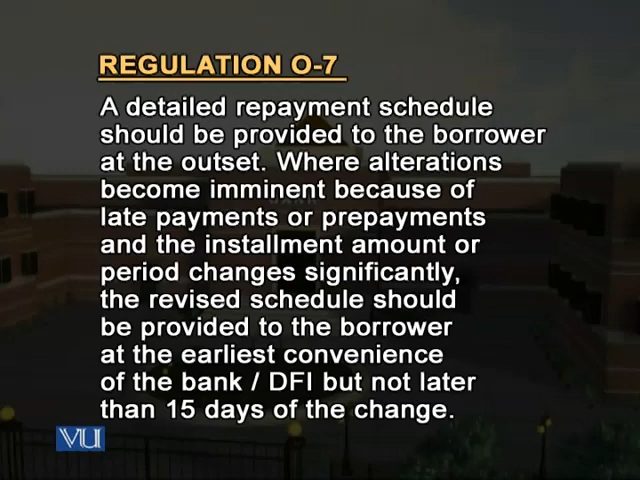 REGULATION O-7
A detailed repayment schedule
should be provided to the borrower
at the outset. Where alterations
become imminent because of
late payments or prepayments
and the installment amount or
period changes significantly,
the revised schedule should
be provided to the borrower
at the earliest convenience
of the bank / DFI but not later
than 15 days of the change.
VU
BANK